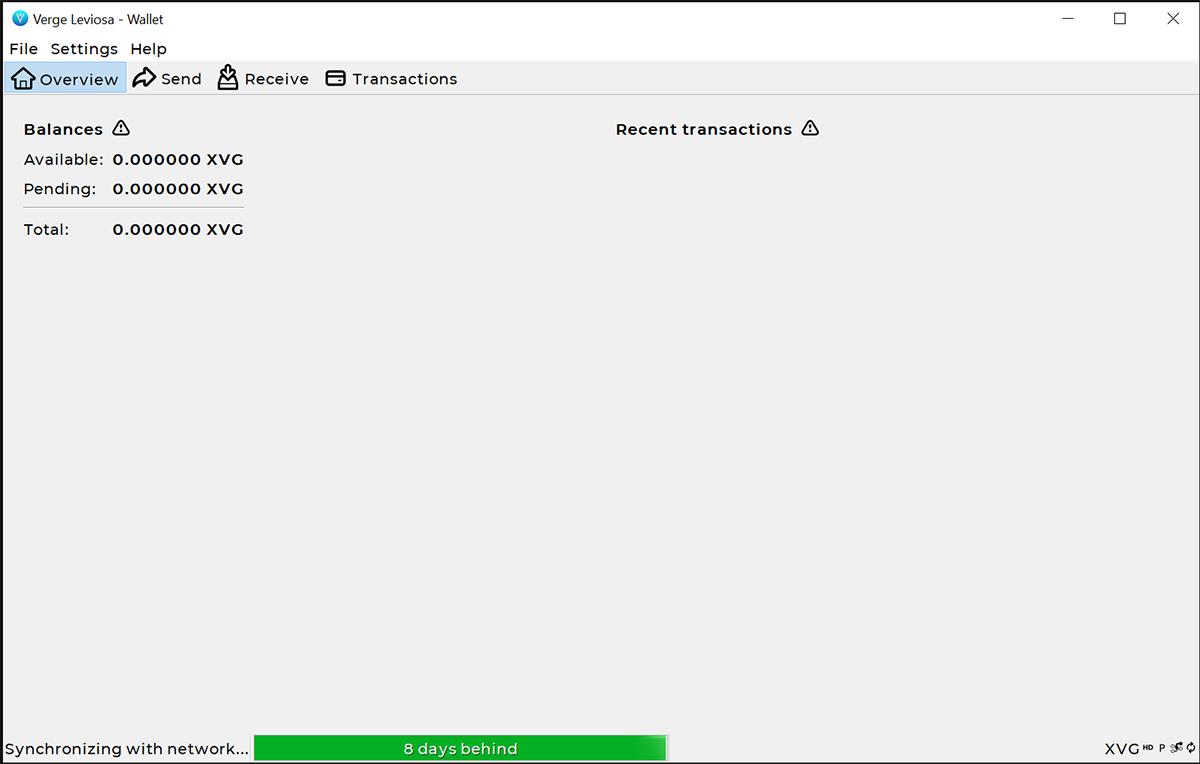 Verge Leviosa - Wallet
File Settings Help
Overview Send Receive Transactions
Balances
Available: 0.000000 XVG
Pending: 0.000000 XVG
Total: 0.000000 XVG
Recent transactions
Synchronizing with network... 8 days behind XVG HD P